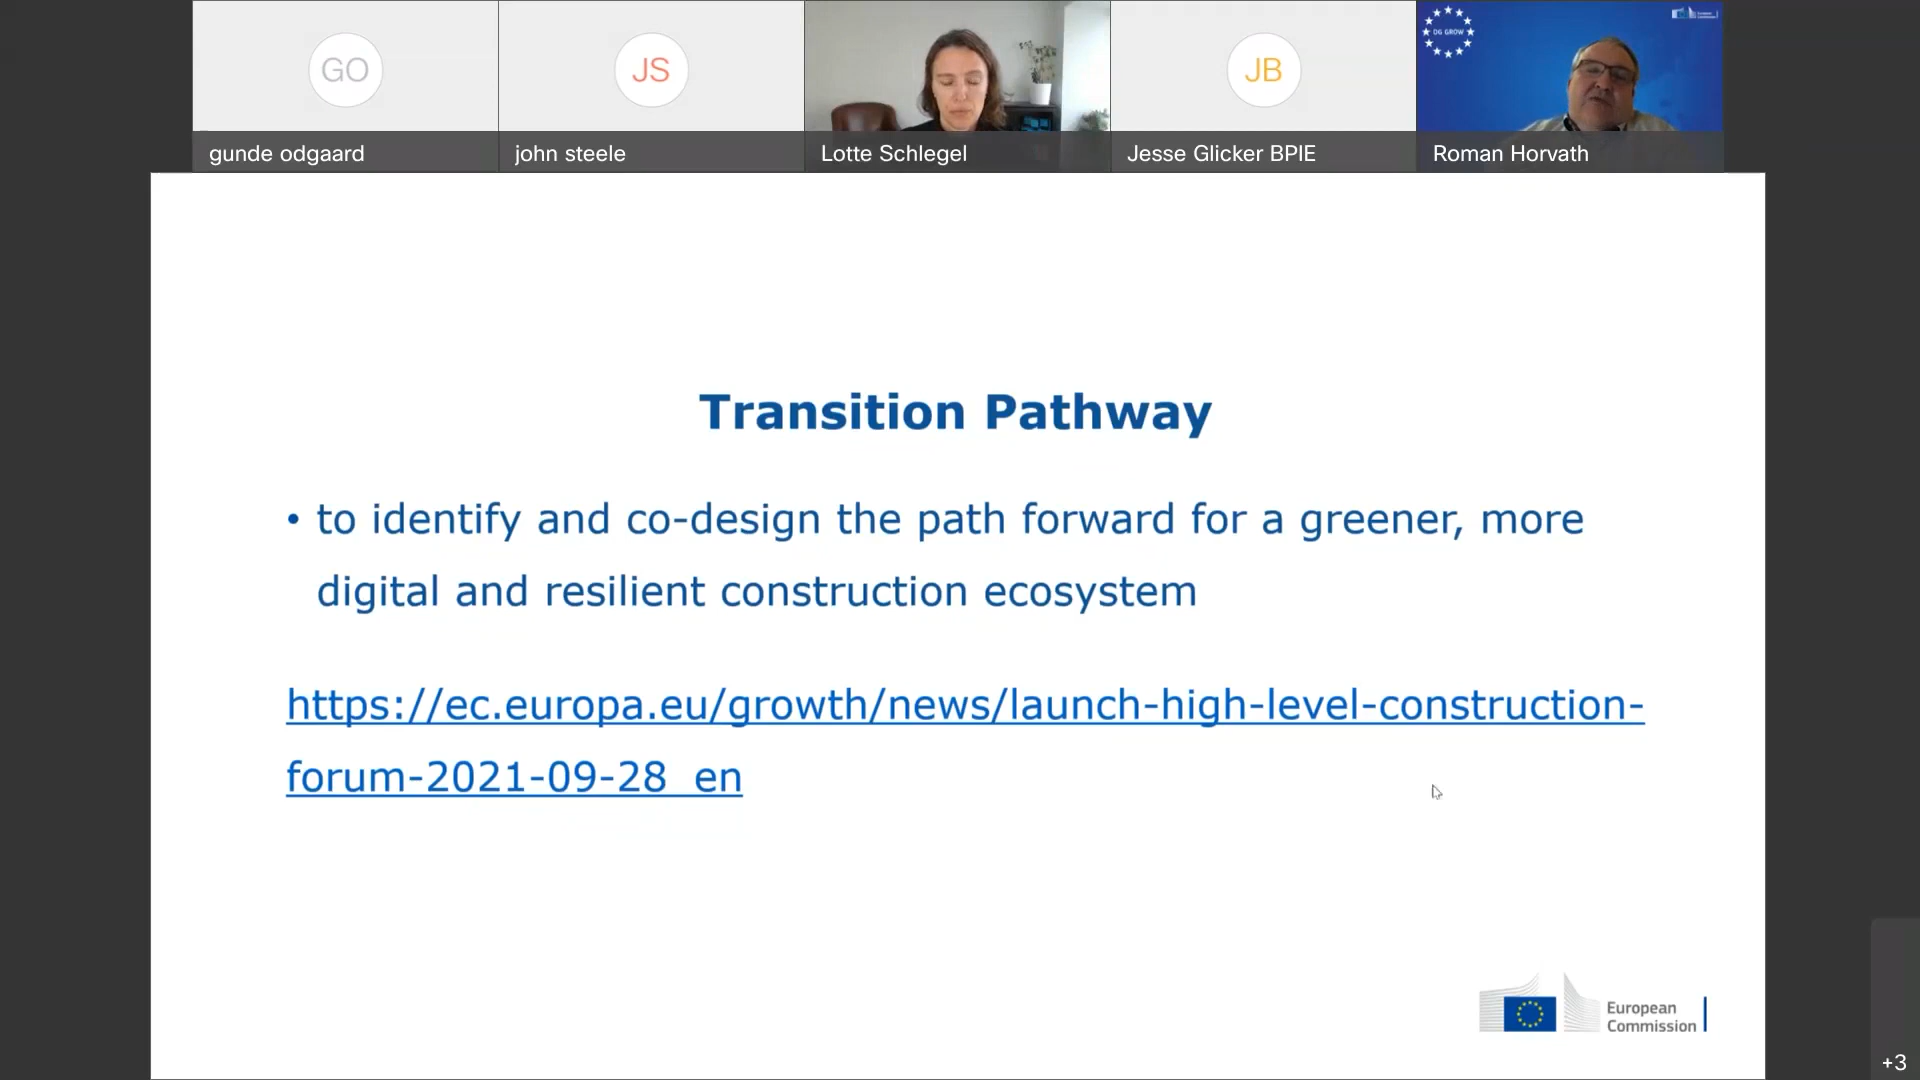 GO
JS
JB
DG GROW
gunde odgaard
john steele
Lotte Schlegel
Jesse Glicker BPIE
Roman Horvath
Transition Pathway
• to identify and co-design the path forward for a greener, more
digital and resilient construction ecosystem
https://ec.europa.eu/growth/news/launch-high-level-construction-
forum-2021-09-28_en
European
Commission
+3